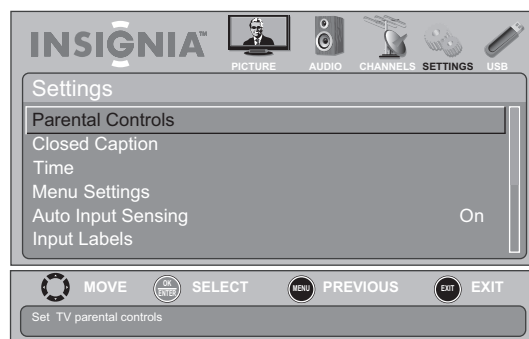 INSIGNIA™
PICTURE AUDIO CHANNELS SETTINGS USB
Settings
Parental Controls
Closed Caption
Time
Menu Settings
Auto Input Sensing On
Input Labels
MOVE OK ENTER SELECT MENU PREVIOUS EXIT EXIT
Set TV parental controls